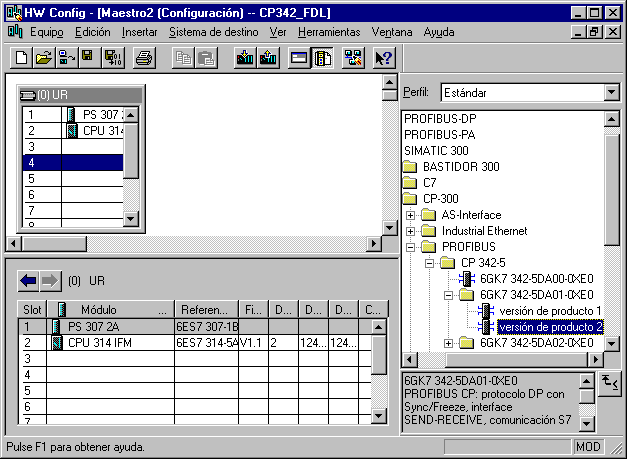 HW Config - [Maestro2 (Configuración) -- CP342_FDL]
Equipo Edición Insertar Sistema de destino Ver Herramientas Ventana Ayuda
(0) UR
1 PS 307 2
2 CPU 314
3
4
5
6
7
8
Perfil: Estándar
PROFIBUS-DP
PROFIBUS-PA
SIMATIC 300
BASTIDOR 300
C7
CP-300
AS-Interface
Industrial Ethernet
PROFIBUS
CP 342-5
6GK7 342-5DA00-0XE0
6GK7 342-5DA01-0XE0
versión de producto 1
versión de producto 2
6GK7 342-5DA02-0XE0
(0) UR
Slot Módulo ... Referen... Fi... D... D... D... C...
1 PS 307 2A 6ES7 307-1B
2 CPU 314 IFM 6ES7 314-5A V1.1 2 124... 124...
3
4
5
6
7
6GK7 342-5DA01-0XE0
PROFIBUS CP: protocolo DP con
Sync/Freeze, interface
SEND-RECEIVE, comunicación S7
Pulse F1 para obtener ayuda. MOD